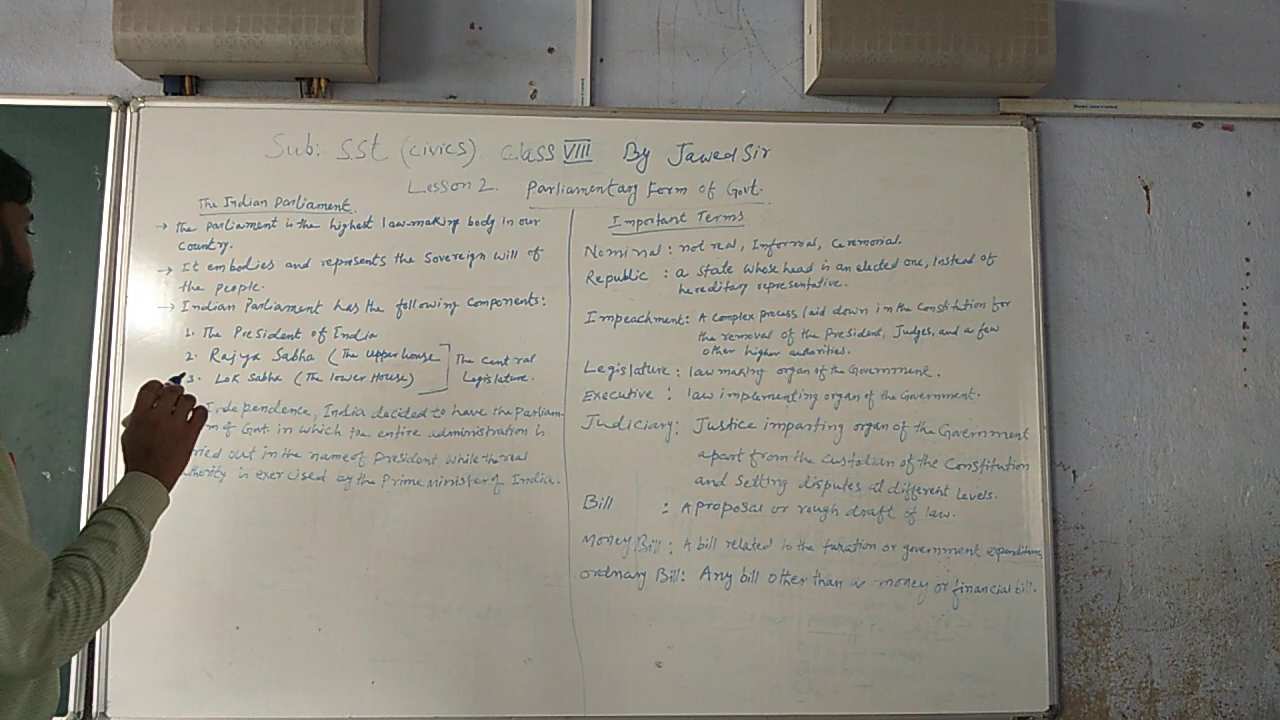 Sub: S.St (civics) Class VIII By Jawed Sir
Lesson 2. Parliamentary Form of Govt.
The Indian Parliament
→ The parliament is the highest law-making body in our
country.
→ It embodies and represents the Sovereign will of
the people.
→ Indian Parliament has the following components:
1. The President of India
2. Rajya Sabha (The upper house
3. Lok Sabha (The lower House)
The Central
Legislature.
Independence, India decided to have the Parliam-
m of Govt. in which the entire administration is
ried out in the name of President while the real
thority is exercised by the Prime Minister of India.
Important Terms
Nominal: not real, Informal, Ceremonial.
Republic : a state whose head is an elected one, instead of
hereditary representative.
Impeachment: A complex process laid down in the Constitution for
the removal of the President, Judges, and a few
other higher authorities.
Legislature: law making organ of the Government.
Executive : law implementing organ of the Government.
Judiciary: Justice imparting organ of the Government
apart from the custodian of the Constitution
and setting disputes at different levels.
Bill : A proposal or rough draft of law.
Money Bill: A bill related to the taxation or government expenditure,
ordnary Bill: Any bill other than a money or financial bill.